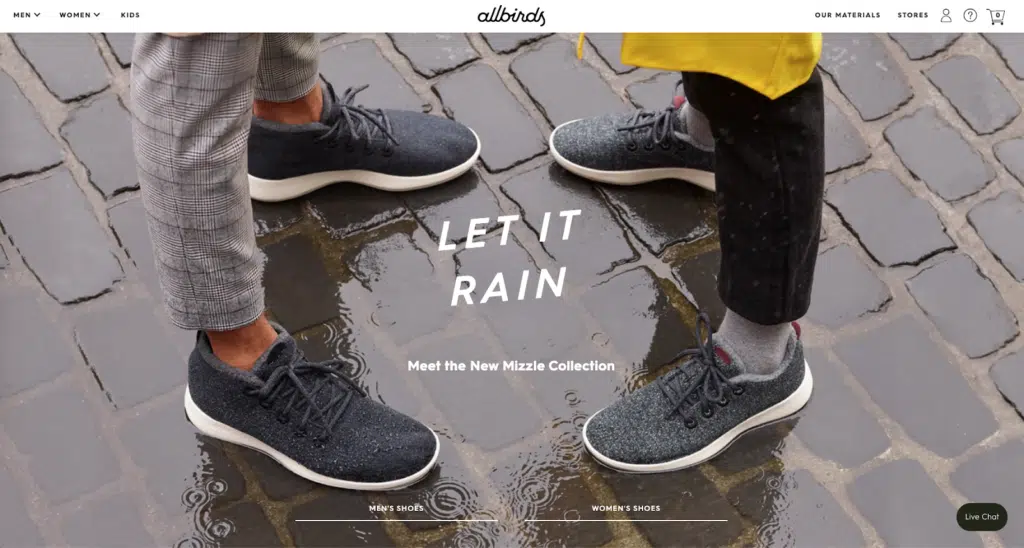 MEN
WOMEN
KIDS
allbirds
OUR MATERIALS
STORES
0
LET IT
RAIN
Meet the New Mizzle Collection
MEN'S SHOES
WOMEN'S SHOES
Live Chat